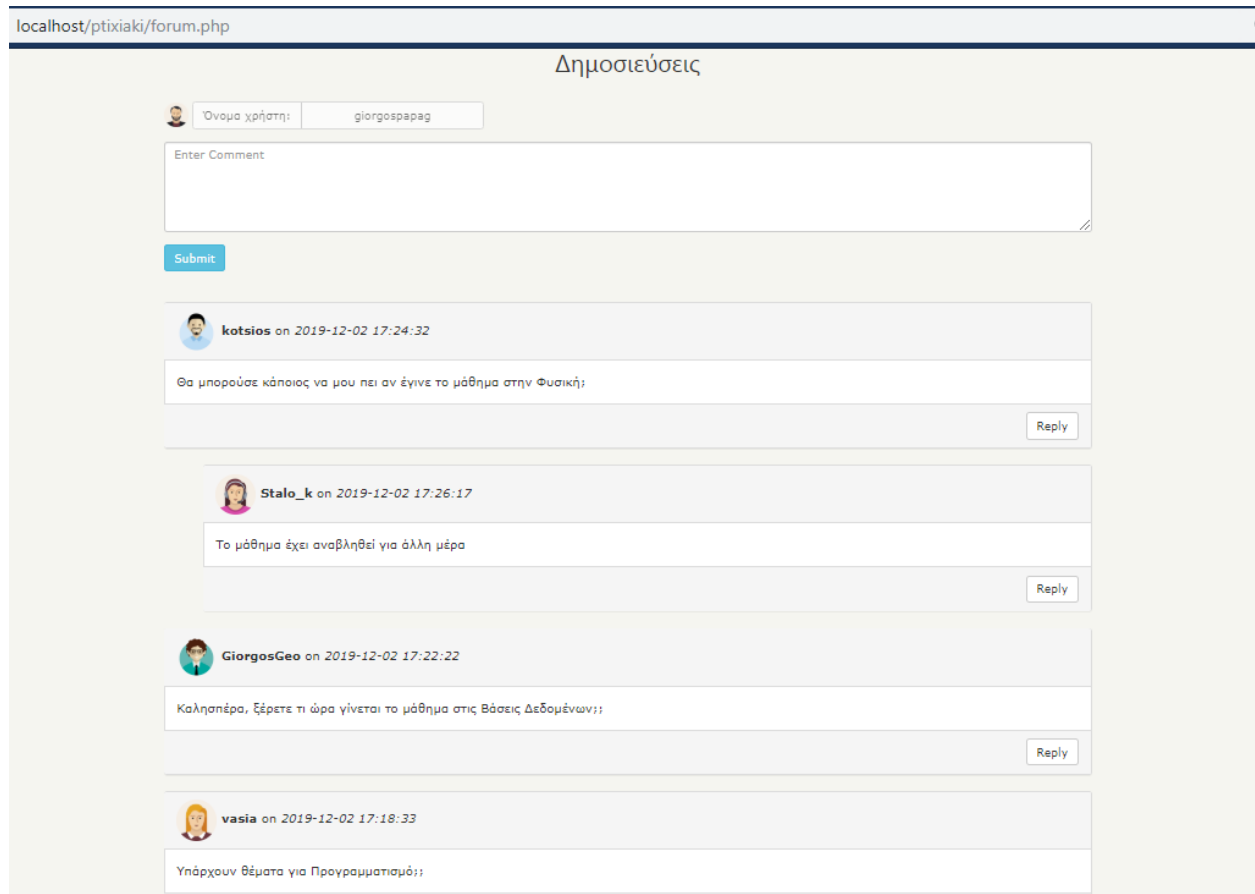 localhost/ptixiaki/forum.php
Δημοσιεύσεις
Όνομα χρήστη: giorgospapag
Enter Comment
Submit
kotsios on 2019-12-02 17:24:32
Θα μπορούσε κάποιος να μου πει αν έγινε το μάθημα στην Φυσική;
Reply
Stalo_k on 2019-12-02 17:26:17
Το μάθημα έχει αναβληθεί για άλλη μέρα
Reply
GiorgosGeo on 2019-12-02 17:22:22
Καλησπέρα, ξέρετε τι ώρα γίνεται το μάθημα στις Βάσεις Δεδομένων;;
Reply
vasia on 2019-12-02 17:18:33
Υπάρχουν θέματα για Προγραμματισμό;;